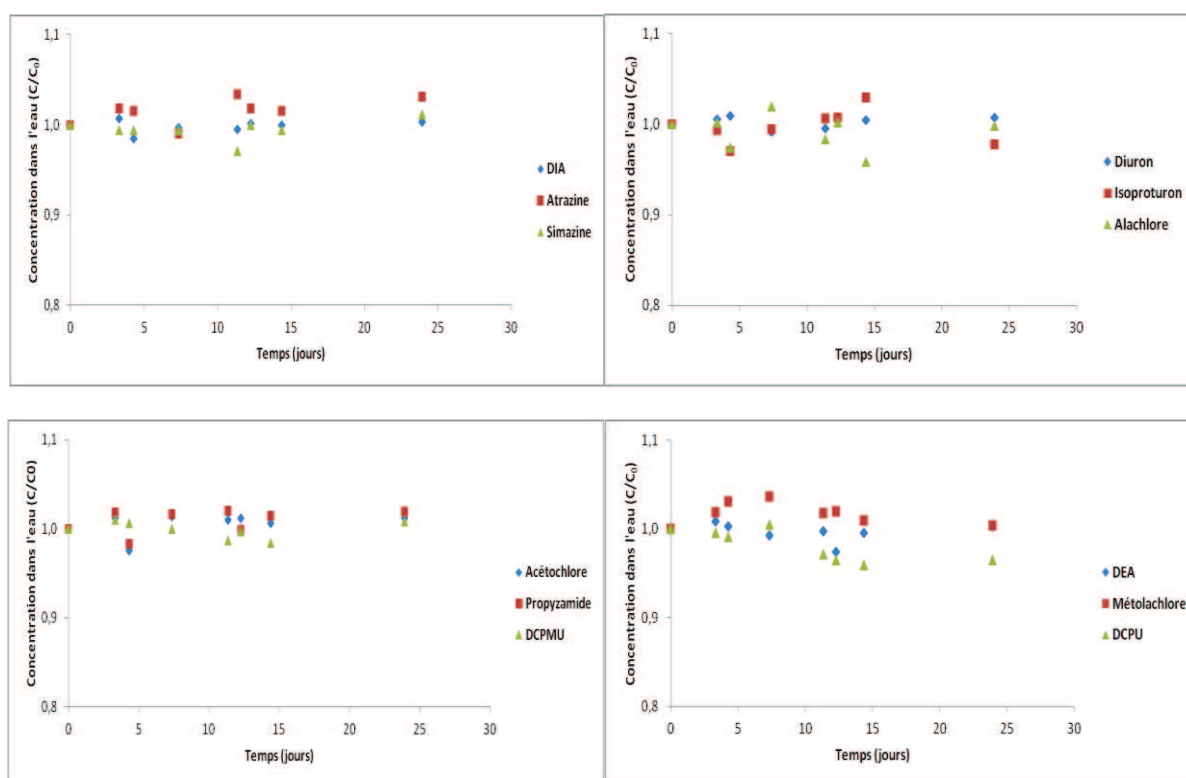 Concentration dans l'eau (C/C₀)
1,1
1,0
0,9
0,8
0
5
10
15
20
25
30
Temps (jours)
DIA
Atrazine
Simazine
Concentration dans l'eau (C/C₀)
1,1
1,0
0,9
0,8
0
5
10
15
20
25
30
Temps (jours)
Diuron
Isoproturon
Alachlore
Concentration dans l'eau (C/C0)
1,1
1,0
0,9
0,8
0
5
10
15
20
25
30
Temps (jours)
Acétochlore
Propyzamide
DCPMU
Concentration dans l'eau (C/C₀)
1,1
1,0
0,9
0,8
0
5
10
15
20
25
30
Temps (jours)
DEA
Métolachlore
DCPU